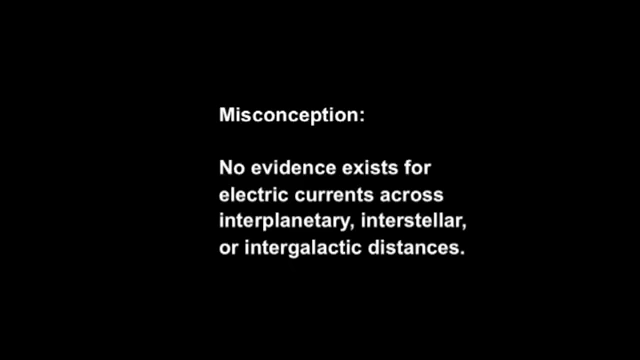 Misconception:
No evidence exists for
electric currents across
interplanetary, interstellar,
or intergalactic distances.